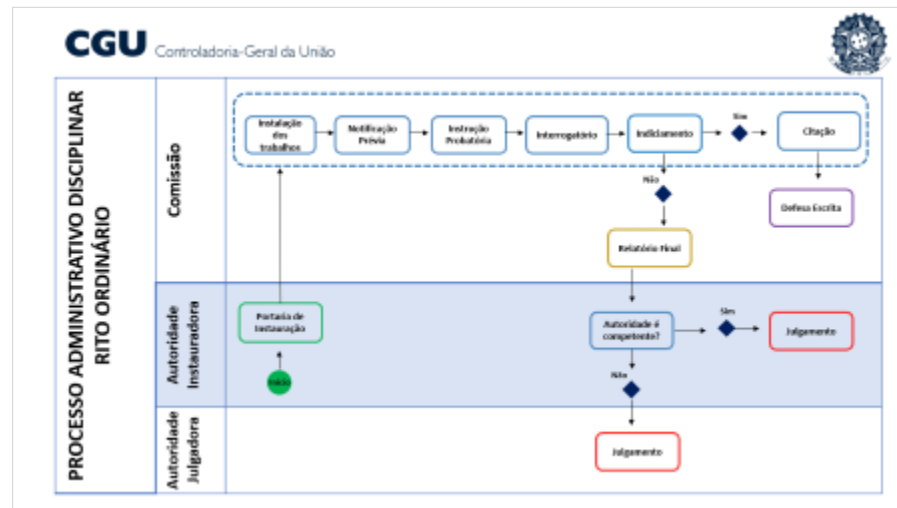 CGU Controladoria-Geral da União
PROCESSO ADMINISTRATIVO DISCIPLINAR
RITO ORDINÁRIO
Comissão
Instalação
dos
trabalhos
Notificação
Prévia
Instrução
Probatória
Interrogatório
Indiciamento
Sim
Citação
Não
Defesa Escrita
Relatório Final
Autoridade
Instauradora
Portaria de
Instauração
Início
Autoridade é
competente?
Sim
Julgamento
Não
Autoridade
Julgadora
Julgamento